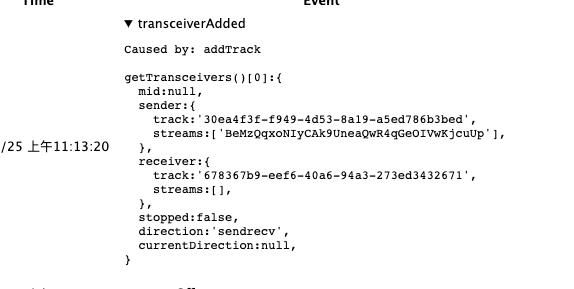 Time Event
▼ transceiverAdded
Caused by: addTrack
getTransceivers()[0]:{
mid:null,
sender:{
track:'30ea4f3f-f949-4d53-8a19-a5ed786b3bed',
streams:['BeMzQqxoNIyCAk9UneaQwR4qGeOIVwKjcuUp'],
},
receiver:{
track:'678367b9-eef6-40a6-94a3-273ed3432671',
streams:[],
},
/25 上午11:13:20
stopped:false,
direction:'sendrecv',
currentDirection:null,
}